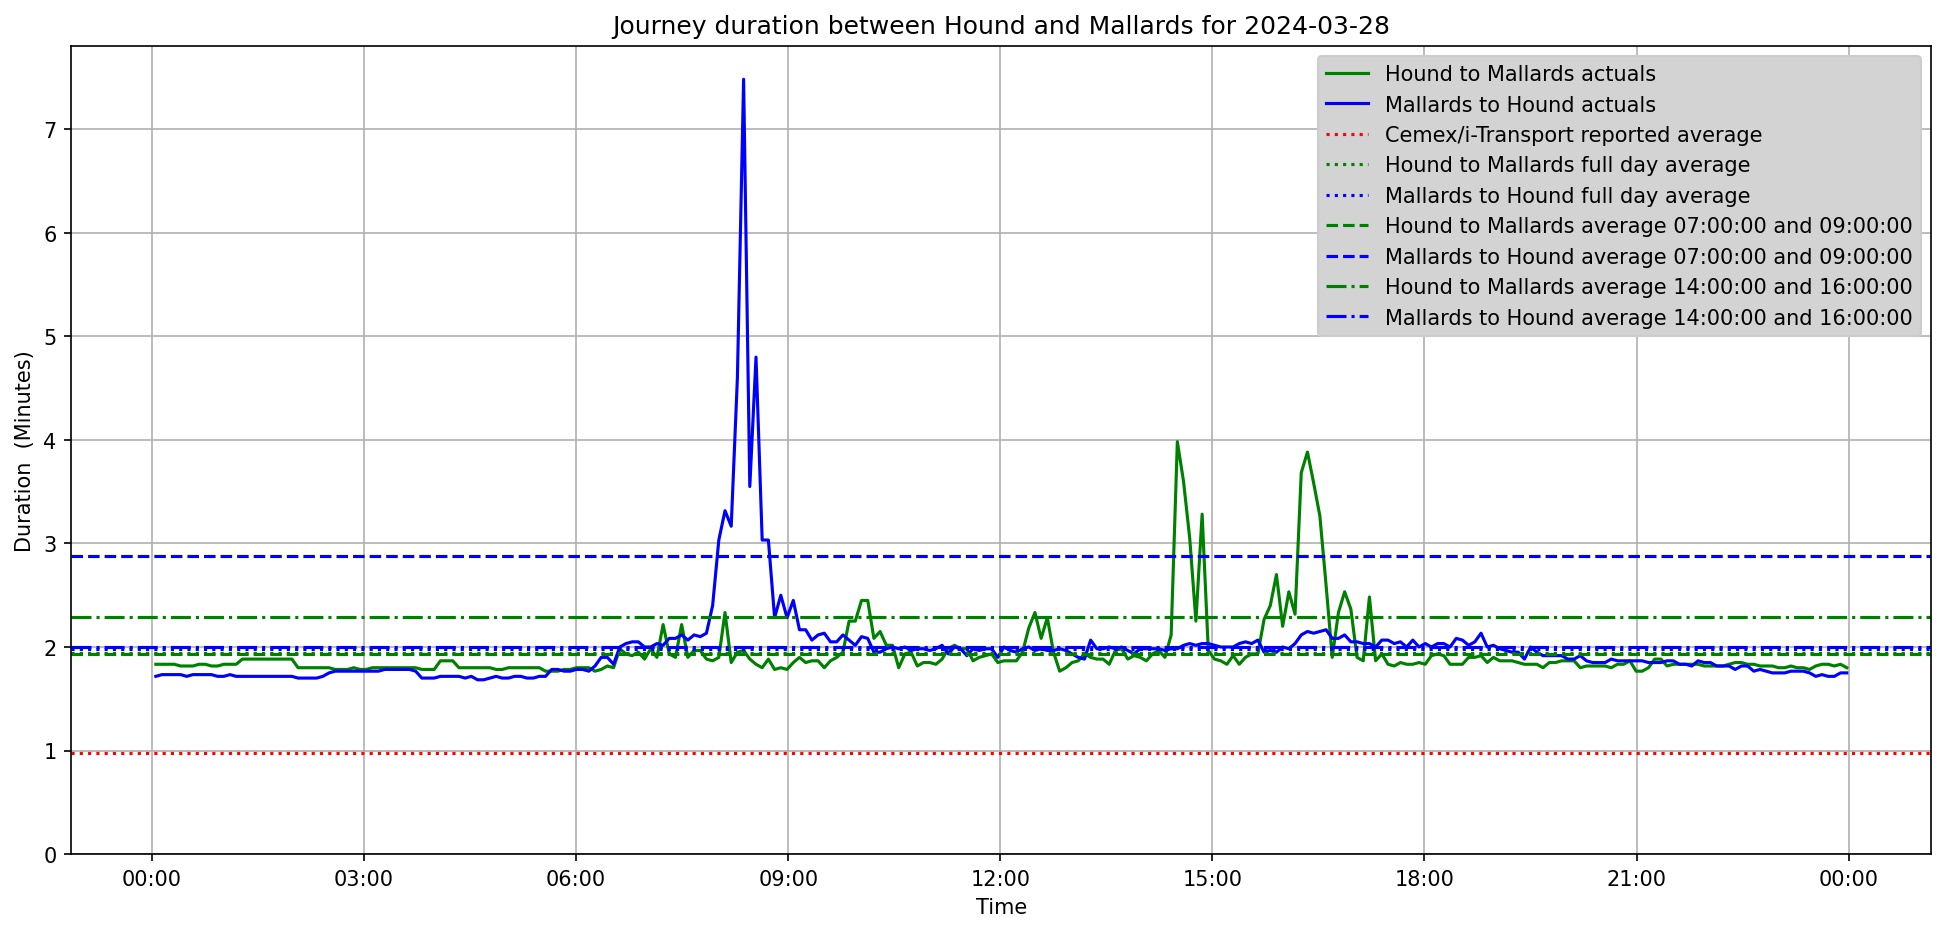 Journey duration between Hound and Mallards for 2024-03-28
Hound to Mallards actuals
Mallards to Hound actuals
Cemex/i-Transport reported average
Hound to Mallards full day average
Mallards to Hound full day average
Hound to Mallards average 07:00:00 and 09:00:00
Mallards to Hound average 07:00:00 and 09:00:00
Hound to Mallards average 14:00:00 and 16:00:00
Mallards to Hound average 14:00:00 and 16:00:00
Duration (Minutes)
7
6
5
4
3
2
1
0
00:00 03:00 06:00 09:00 12:00 15:00 18:00 21:00 00:00
Time